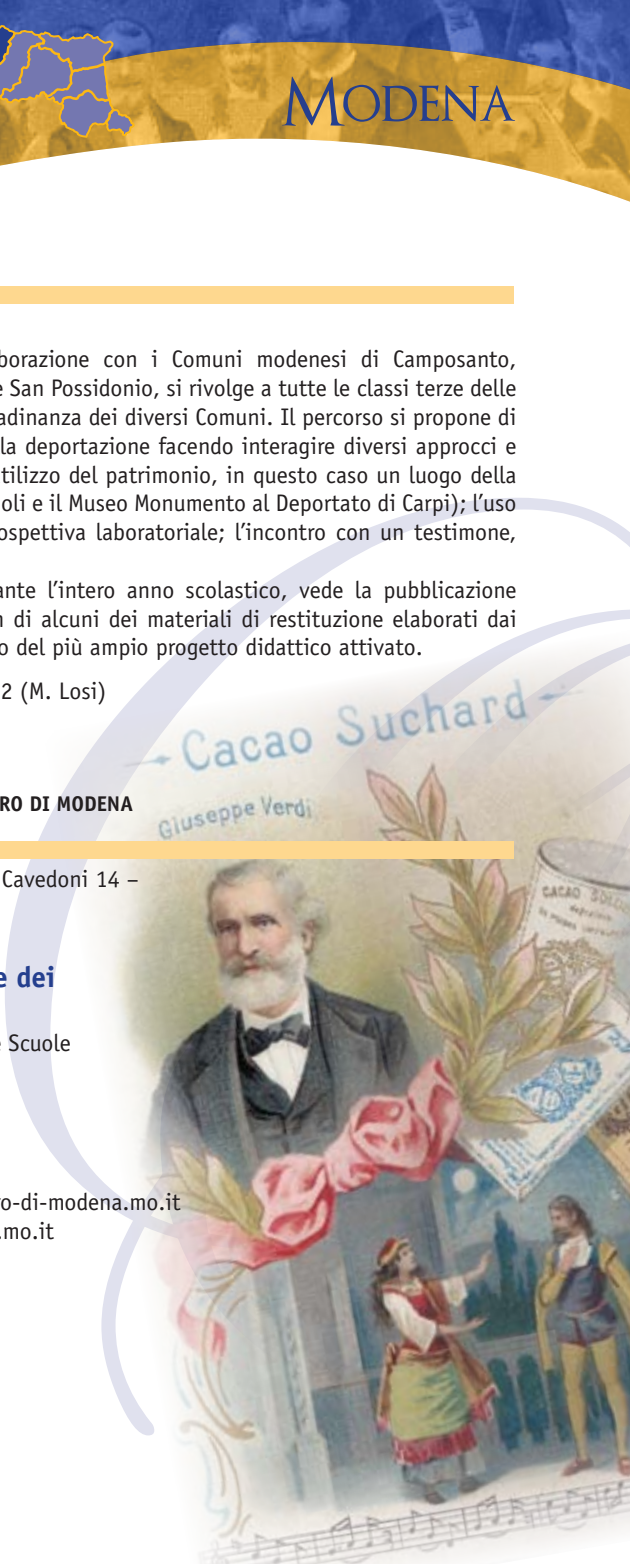 MODENA
borazione con i Comuni modenesi di Camposanto,
e San Possidonio, si rivolge a tutte le classi terze delle
adinanza dei diversi Comuni. Il percorso si propone di
la deportazione facendo interagire diversi approcci e
tilizzo del patrimonio, in questo caso un luogo della
oli e il Museo Monumento al Deportato di Carpi); l’uso
ospettiva laboratoriale; l’incontro con un testimone,
ante l’intero anno scolastico, vede la pubblicazione
n di alcuni dei materiali di restituzione elaborati dai
o del più ampio progetto didattico attivato.
2 (M. Losi)
Cacao Suchard
Giuseppe Verdi
RO DI MODENA
Cavedoni 14 –
CACAO
e dei
e Scuole
o-di-modena.mo.it
.mo.it